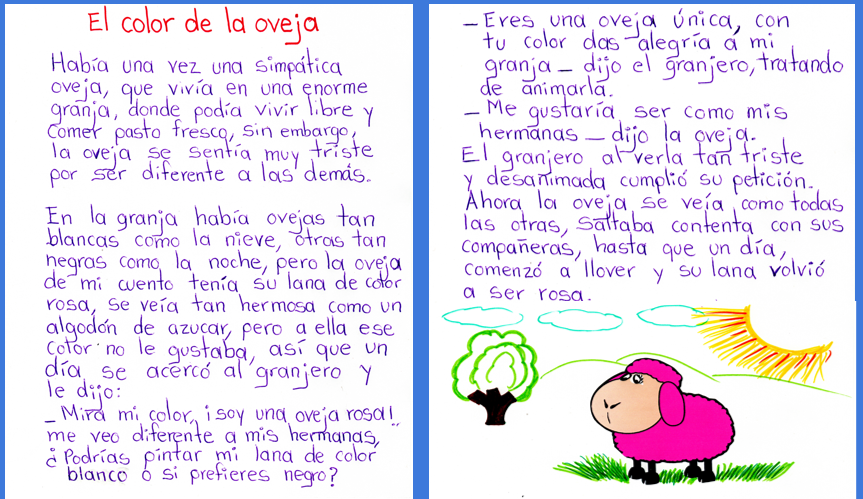 El color de la oveja
Había una vez una simpática
oveja, que vivía en una enorme
granja, donde podía vivir libre y
comer pasto fresco, sin embargo,
la oveja se sentía muy triste
por ser diferente a las demás.
En la granja había ovejas tan
blancas como la nieve, otras tan
negras como la noche, pero la oveja
de mi cuento tenía su lana de color
rosa, se veía tan hermosa como un
algodón de azucar, pero a ella ese
color no le gustaba, así que un
día se acercó al granjero y
le dijo:
_ Mira mi color, ¡soy una oveja rosa!
me veo diferente a mis hermanas,
¿Podrías pintar mi lana de color
blanco o si prefieres negro?
_ Eres una oveja única, con
tu color das alegría a mi
granja _ dijo el granjero, tratando
de animarla.
_ Me gustaría ser como mis
hermanas _ dijo la oveja.
El granjero al verla tan triste
y desanimada cumplió su petición.
Ahora la oveja se veía como todas
las otras, saltaba contenta con sus
compañeras, hasta que un día,
comenzó a llover y su lana volvió
a ser rosa.